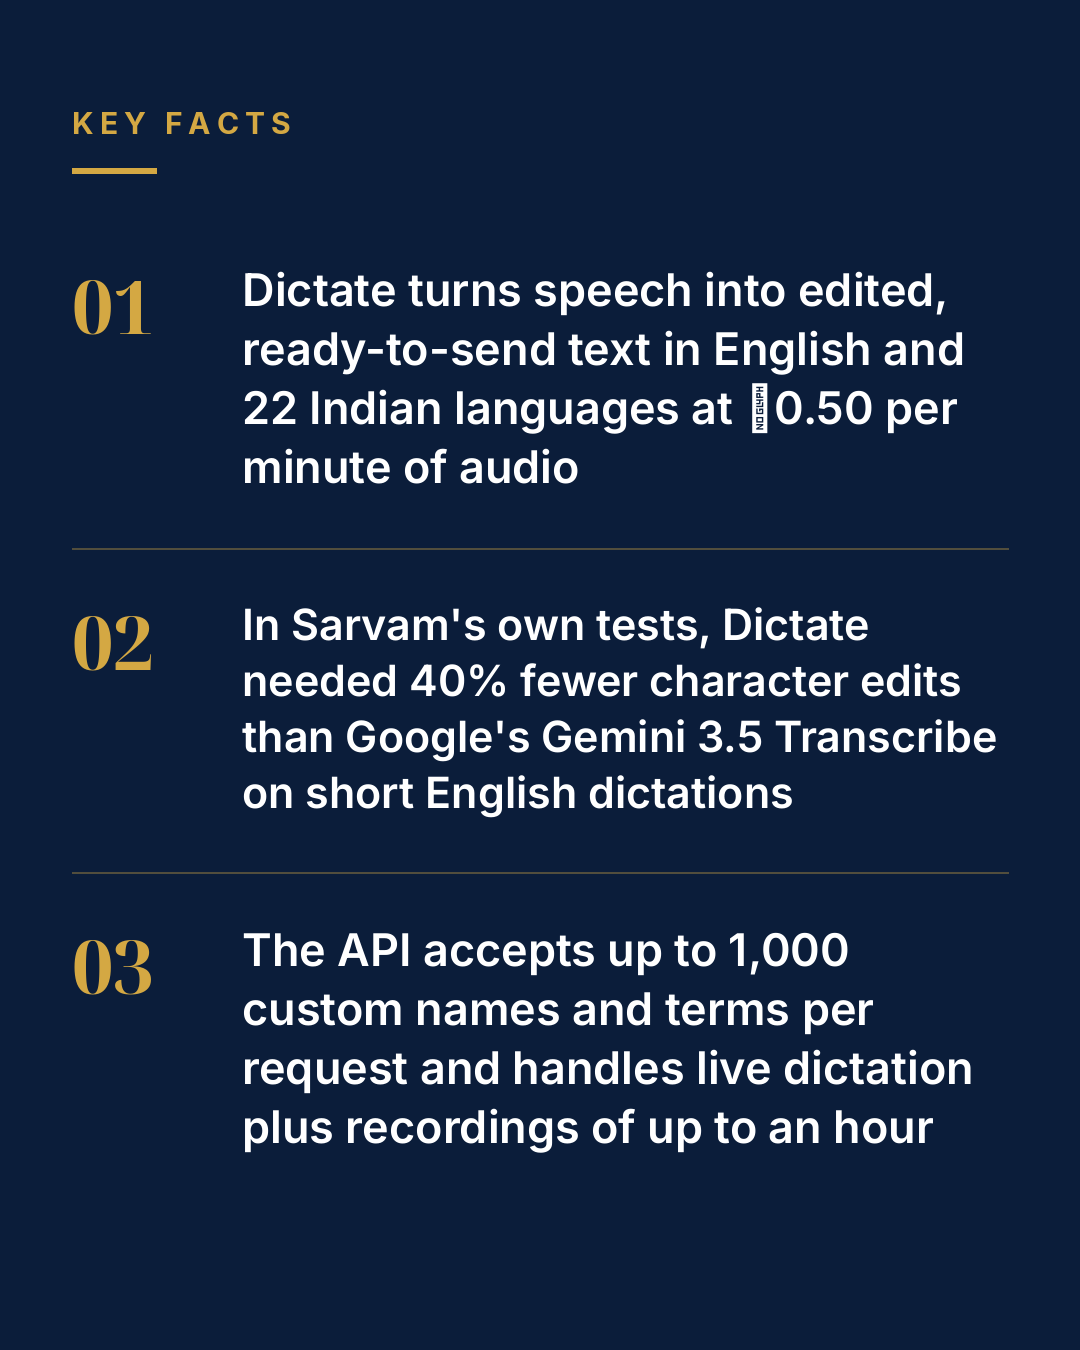 KEY FACTS
01
Dictate turns speech into edited,
ready-to-send text in English and
22 Indian languages at 0.50 per
minute of audio
02
In Sarvam's own tests, Dictate
needed 40% fewer character edits
than Google's Gemini 3.5 Transcribe
on short English dictations
03
The API accepts up to 1,000
custom names and terms per
request and handles live dictation
plus recordings of up to an hour